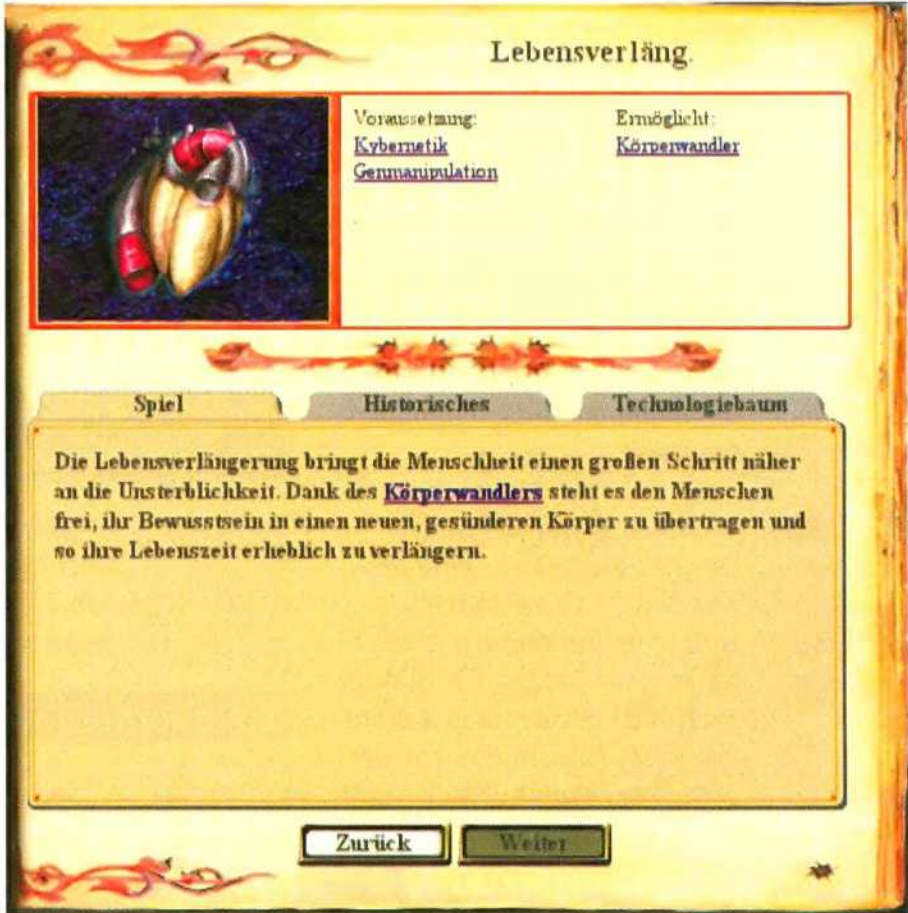 Lebensverläng.
Voraussetzung:
Kybernetik
Genmanipulation
Ermöglicht:
Körperwandler
Spiel
Historisches
Technologiebaum
Die Lebensverlängerung bringt die Menschheit einen großen Schritt näher
an die Unsterblichkeit. Dank des Körperwandlers steht es den Menschen
frei, ihr Bewusstsein in einen neuen, gesünderen Körper zu übertragen und
so ihre Lebenszeit erheblich zu verlängern.
Zurück
Weiter